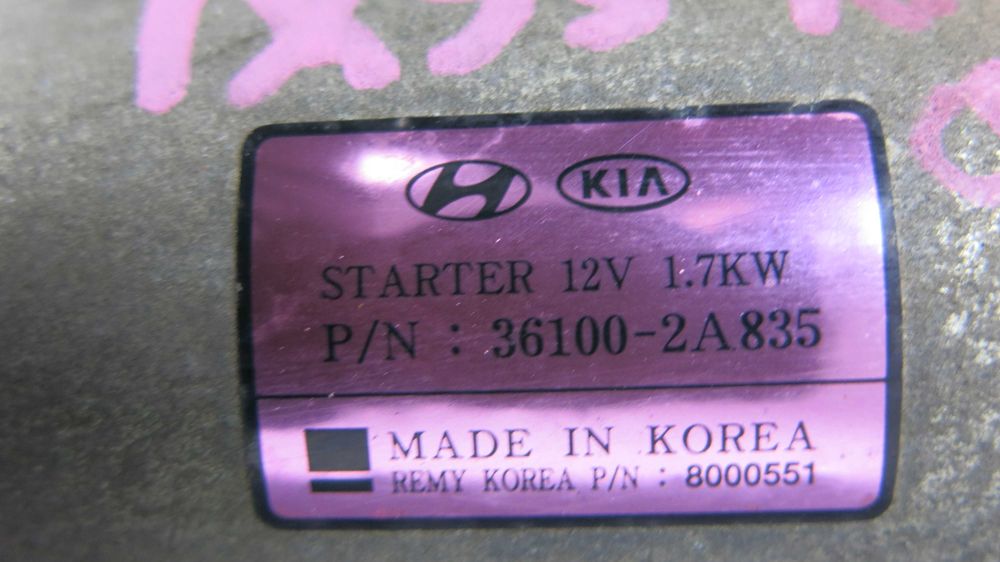 KIA
STARTER 12V 1.7KW
P/N : 36100-2A835
MADE IN KOREA
REMY KOREA P/N : 8000551